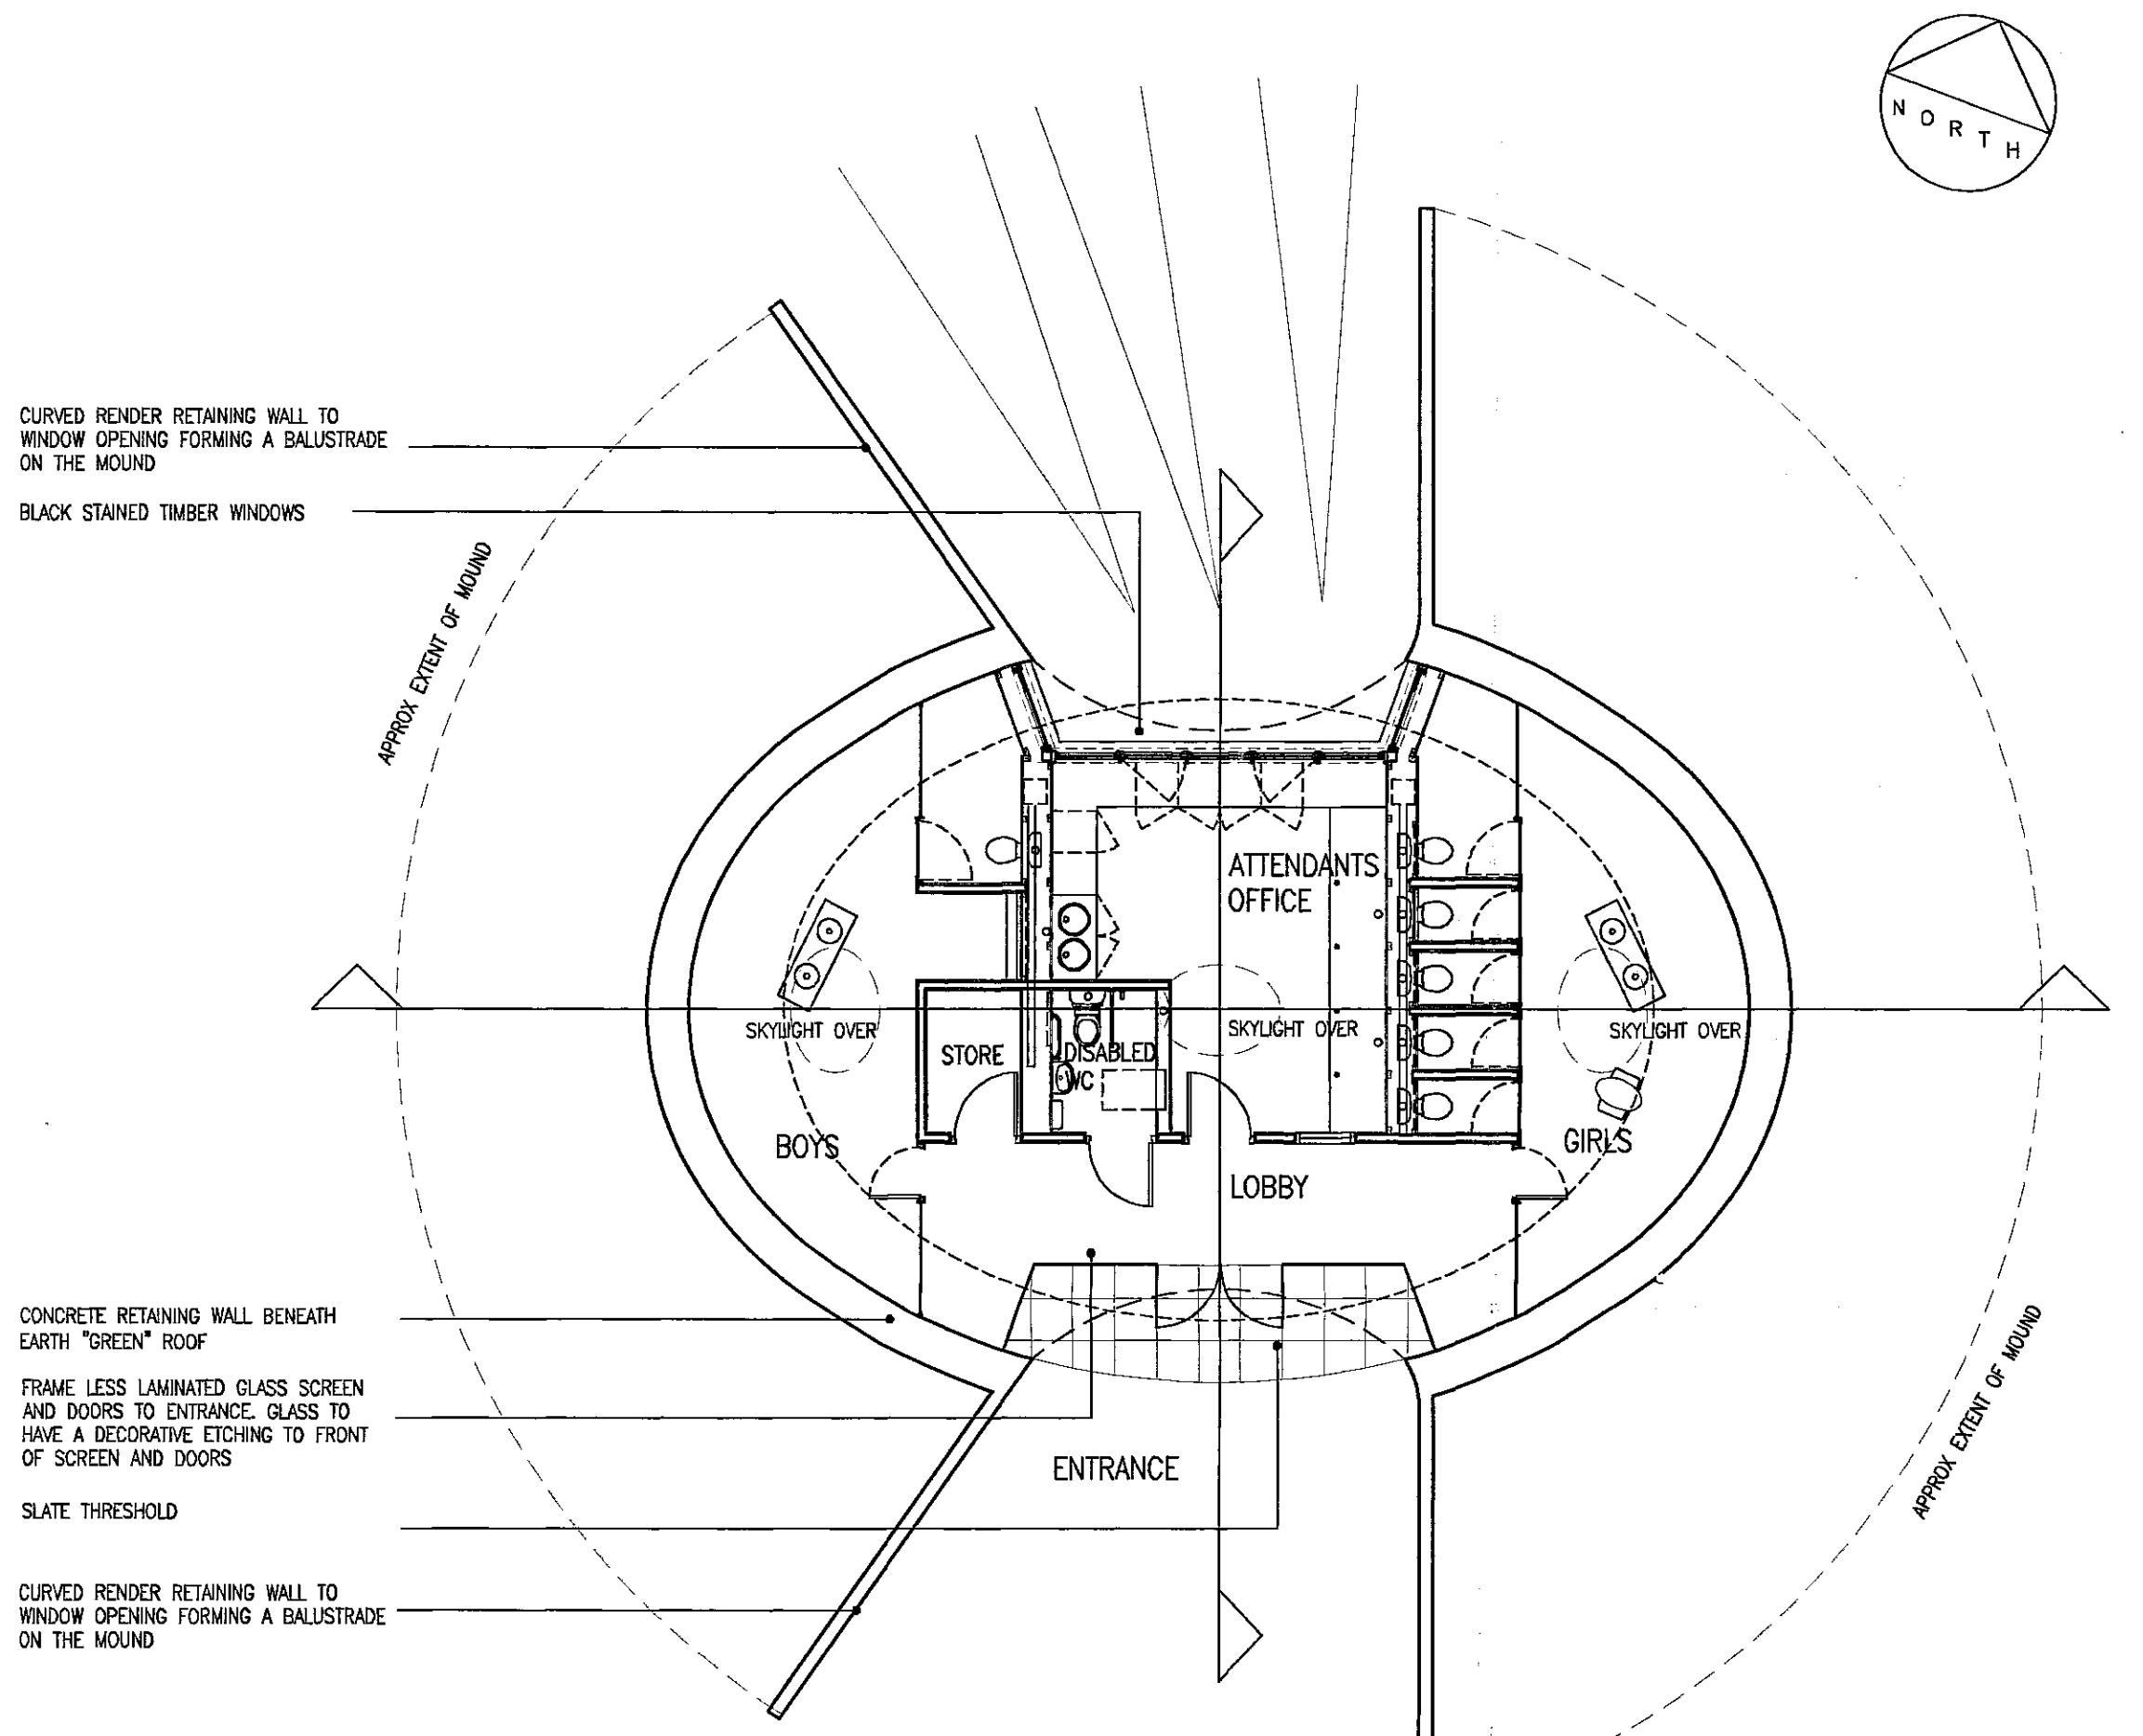 NORTH
CURVED RENDER RETAINING WALL TO
WINDOW OPENING FORMING A BALUSTRADE
ON THE MOUND
BLACK STAINED TIMBER WINDOWS
APPROX EXTENT OF MOUND
ATTENDANTS
OFFICE
SKYLIGHT OVER
SKYLIGHT OVER
SKYLIGHT OVER
STORE
DISABLED
WC
BOYS
GIRLS
LOBBY
CONCRETE RETAINING WALL BENEATH
EARTH "GREEN" ROOF
FRAME LESS LAMINATED GLASS SCREEN
AND DOORS TO ENTRANCE. GLASS TO
HAVE A DECORATIVE ETCHING TO FRONT
OF SCREEN AND DOORS
ENTRANCE
APPROX EXTENT OF MOUND
SLATE THRESHOLD
CURVED RENDER RETAINING WALL TO
WINDOW OPENING FORMING A BALUSTRADE
ON THE MOUND